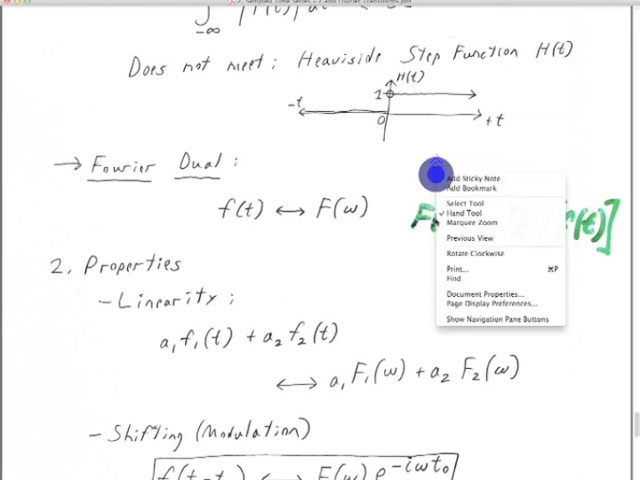 Does not meet: Heaviside Step Function H(t)
H(t)
1
-t
0
+t
→ Fourier Dual:
f(t) ↔ F(ω)
(t)]
Add Sticky Note
Add Bookmark
Select Tool
✓ Hand Tool
Marquee Zoom
Previous View
Rotate Clockwise
Print... ⌘P
Find
Document Properties...
Page Display Preferences...
Show Navigation Pane Buttons
2. Properties
- Linearity:
a₁f₁(t) + a₂f₂(t)
↔ a₁F₁(ω) + a₂F₂(ω)
- Shifting (Modulation)
f(t-t₀) ↔ F(ω)e^-iωt₀